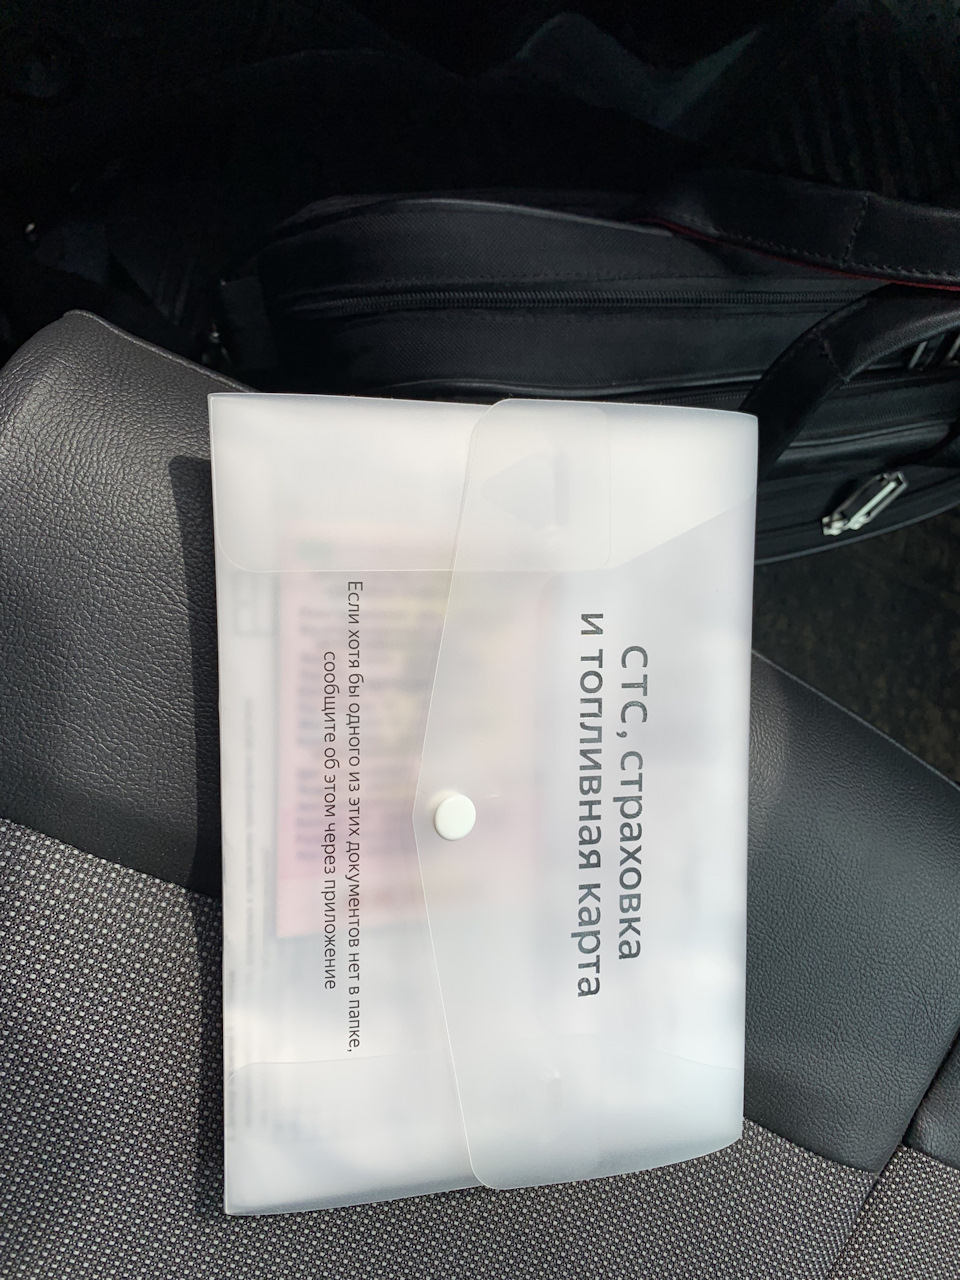 СТС, страховка
и топливная карта
Если хотя бы одного из этих документов нет в папке,
сообщите об этом через приложение